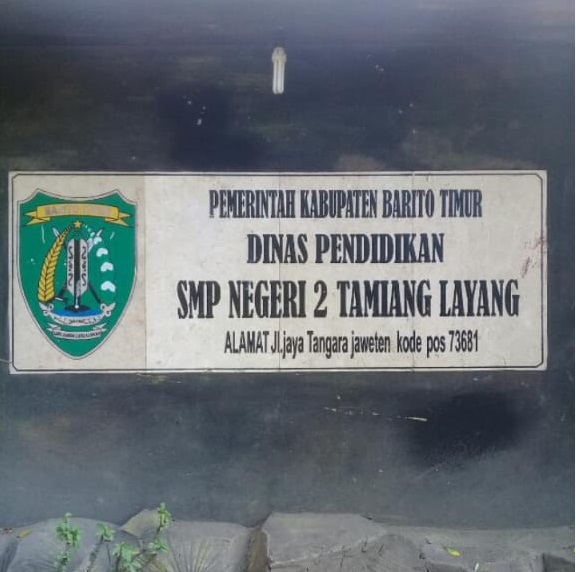 PEMERINTAH KABUPATEN BARITO TIMUR
DINAS PENDIDIKAN
SMP NEGERI 2 TAMIANG LAYANG
ALAMAT Jl.jaya Tangara jaweten kode pos 73681